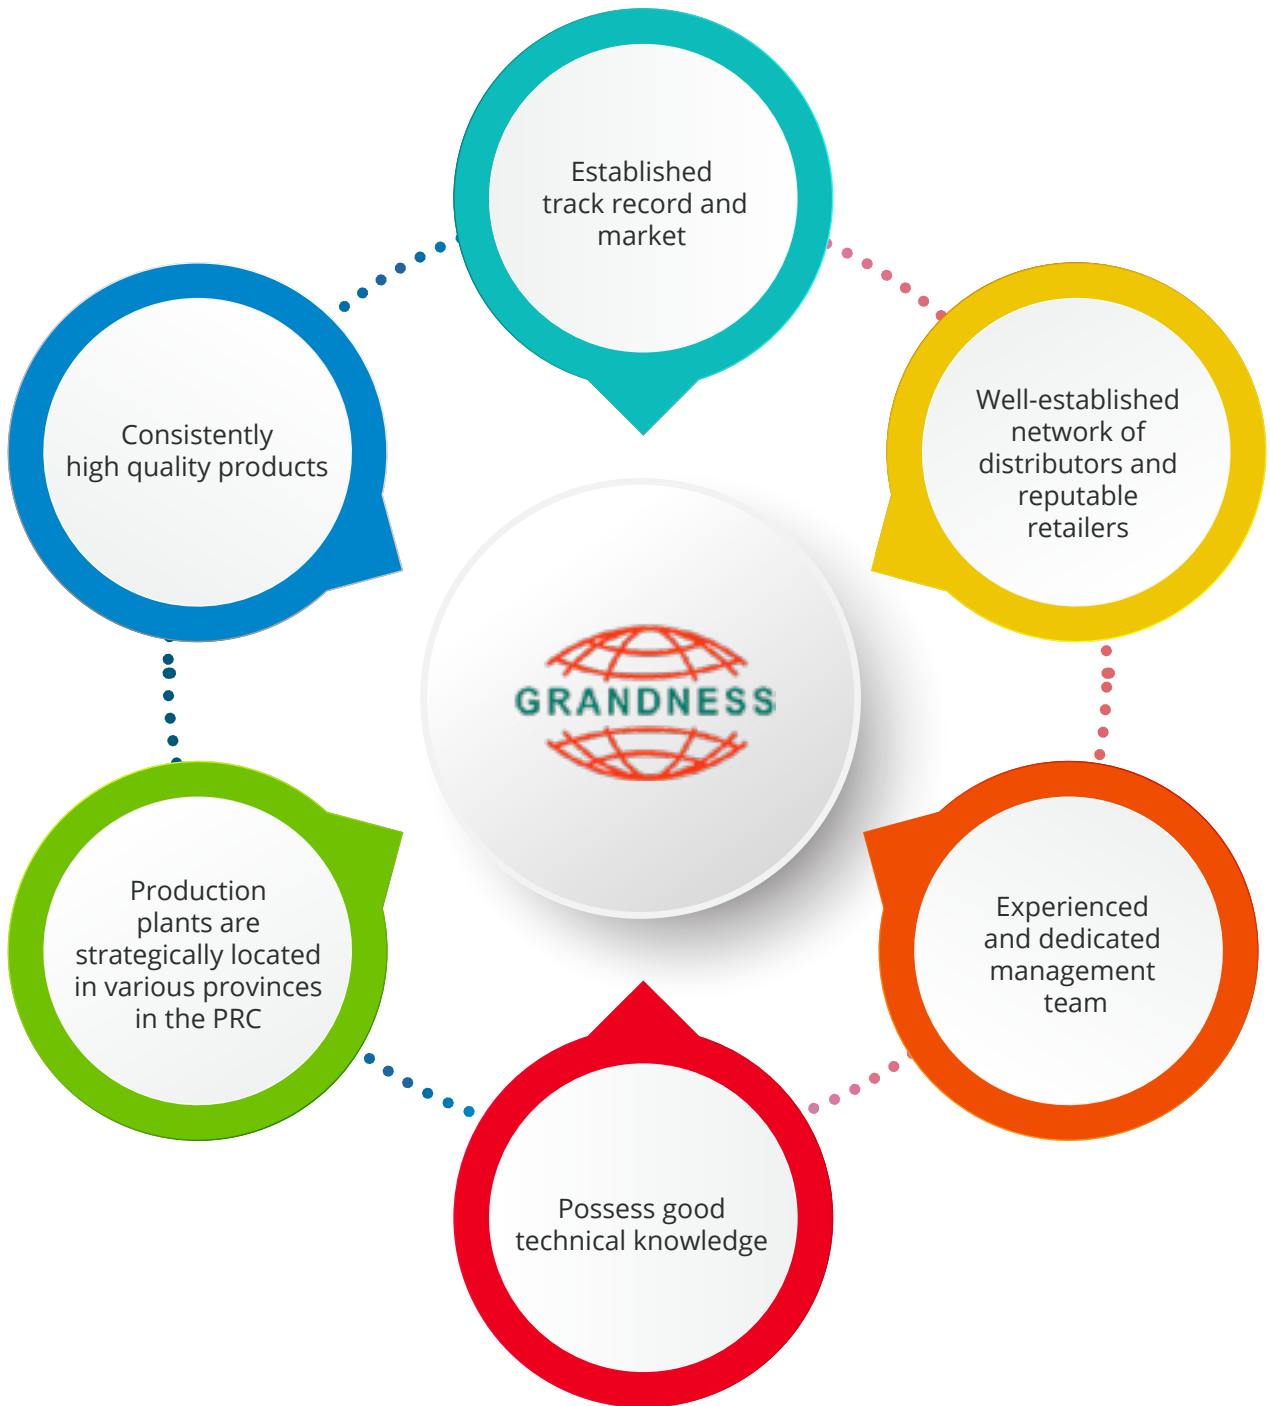 Established
track record and
market
Well-established
network of
distributors and
reputable
retailers
Consistently
high quality products
GRANDNESS
Production
plants are
strategically located
in various provinces
in the PRC
Experienced
and dedicated
management
team
Possess good
technical knowledge